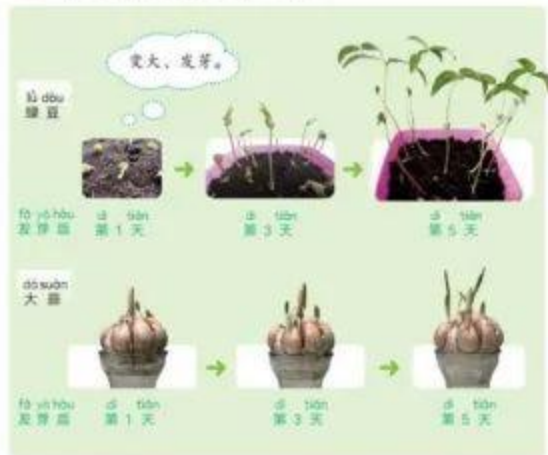 变大、发芽。
lǜ dòu
绿豆
fā yá hòu dì tiān dì tiān dì tiān
发芽后 第1天 第3天 第5天
dà suàn
大蒜
fā yá hòu dì tiān dì tiān dì tiān
发芽后 第1天 第3天 第5天